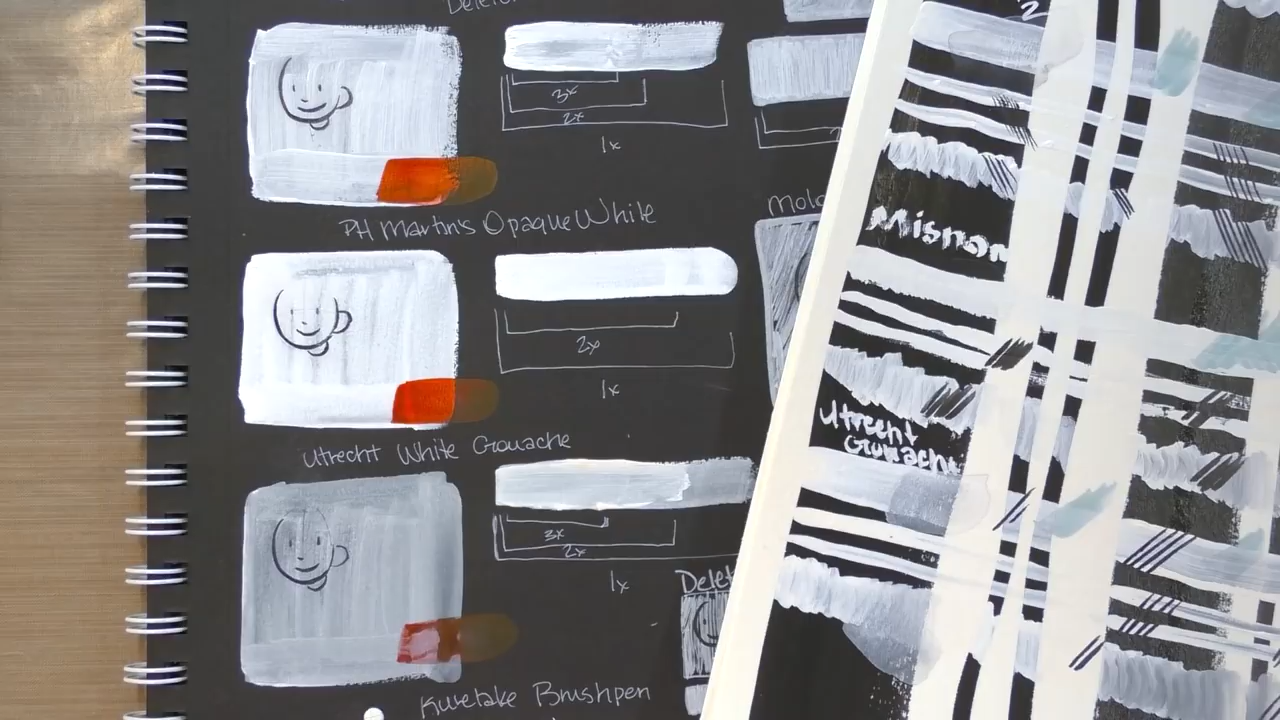 3x
2x
1x
PH Martin's Opaque White
2x
1x
Utrecht White Gouache
3x
2x
1x
Kuretake Brushpen
2
Utrecht
Gouache